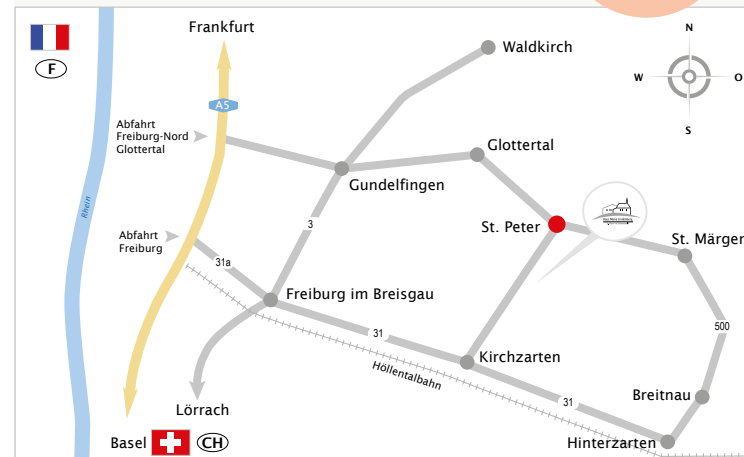 Frankfurt
N
Waldkirch
F
W
O
A5
Abfahrt
Freiburg-Nord
Glottertal
S
Glottertal
Gundelfingen
Rhein
3
St. Peter
Abfahrt
Freiburg
St. Märgen
31a
Freiburg im Breisgau
500
31
Kirchzarten
Höllentalbahn
Breitnau
31
Lörrach
Basel
CH
Hinterzarten